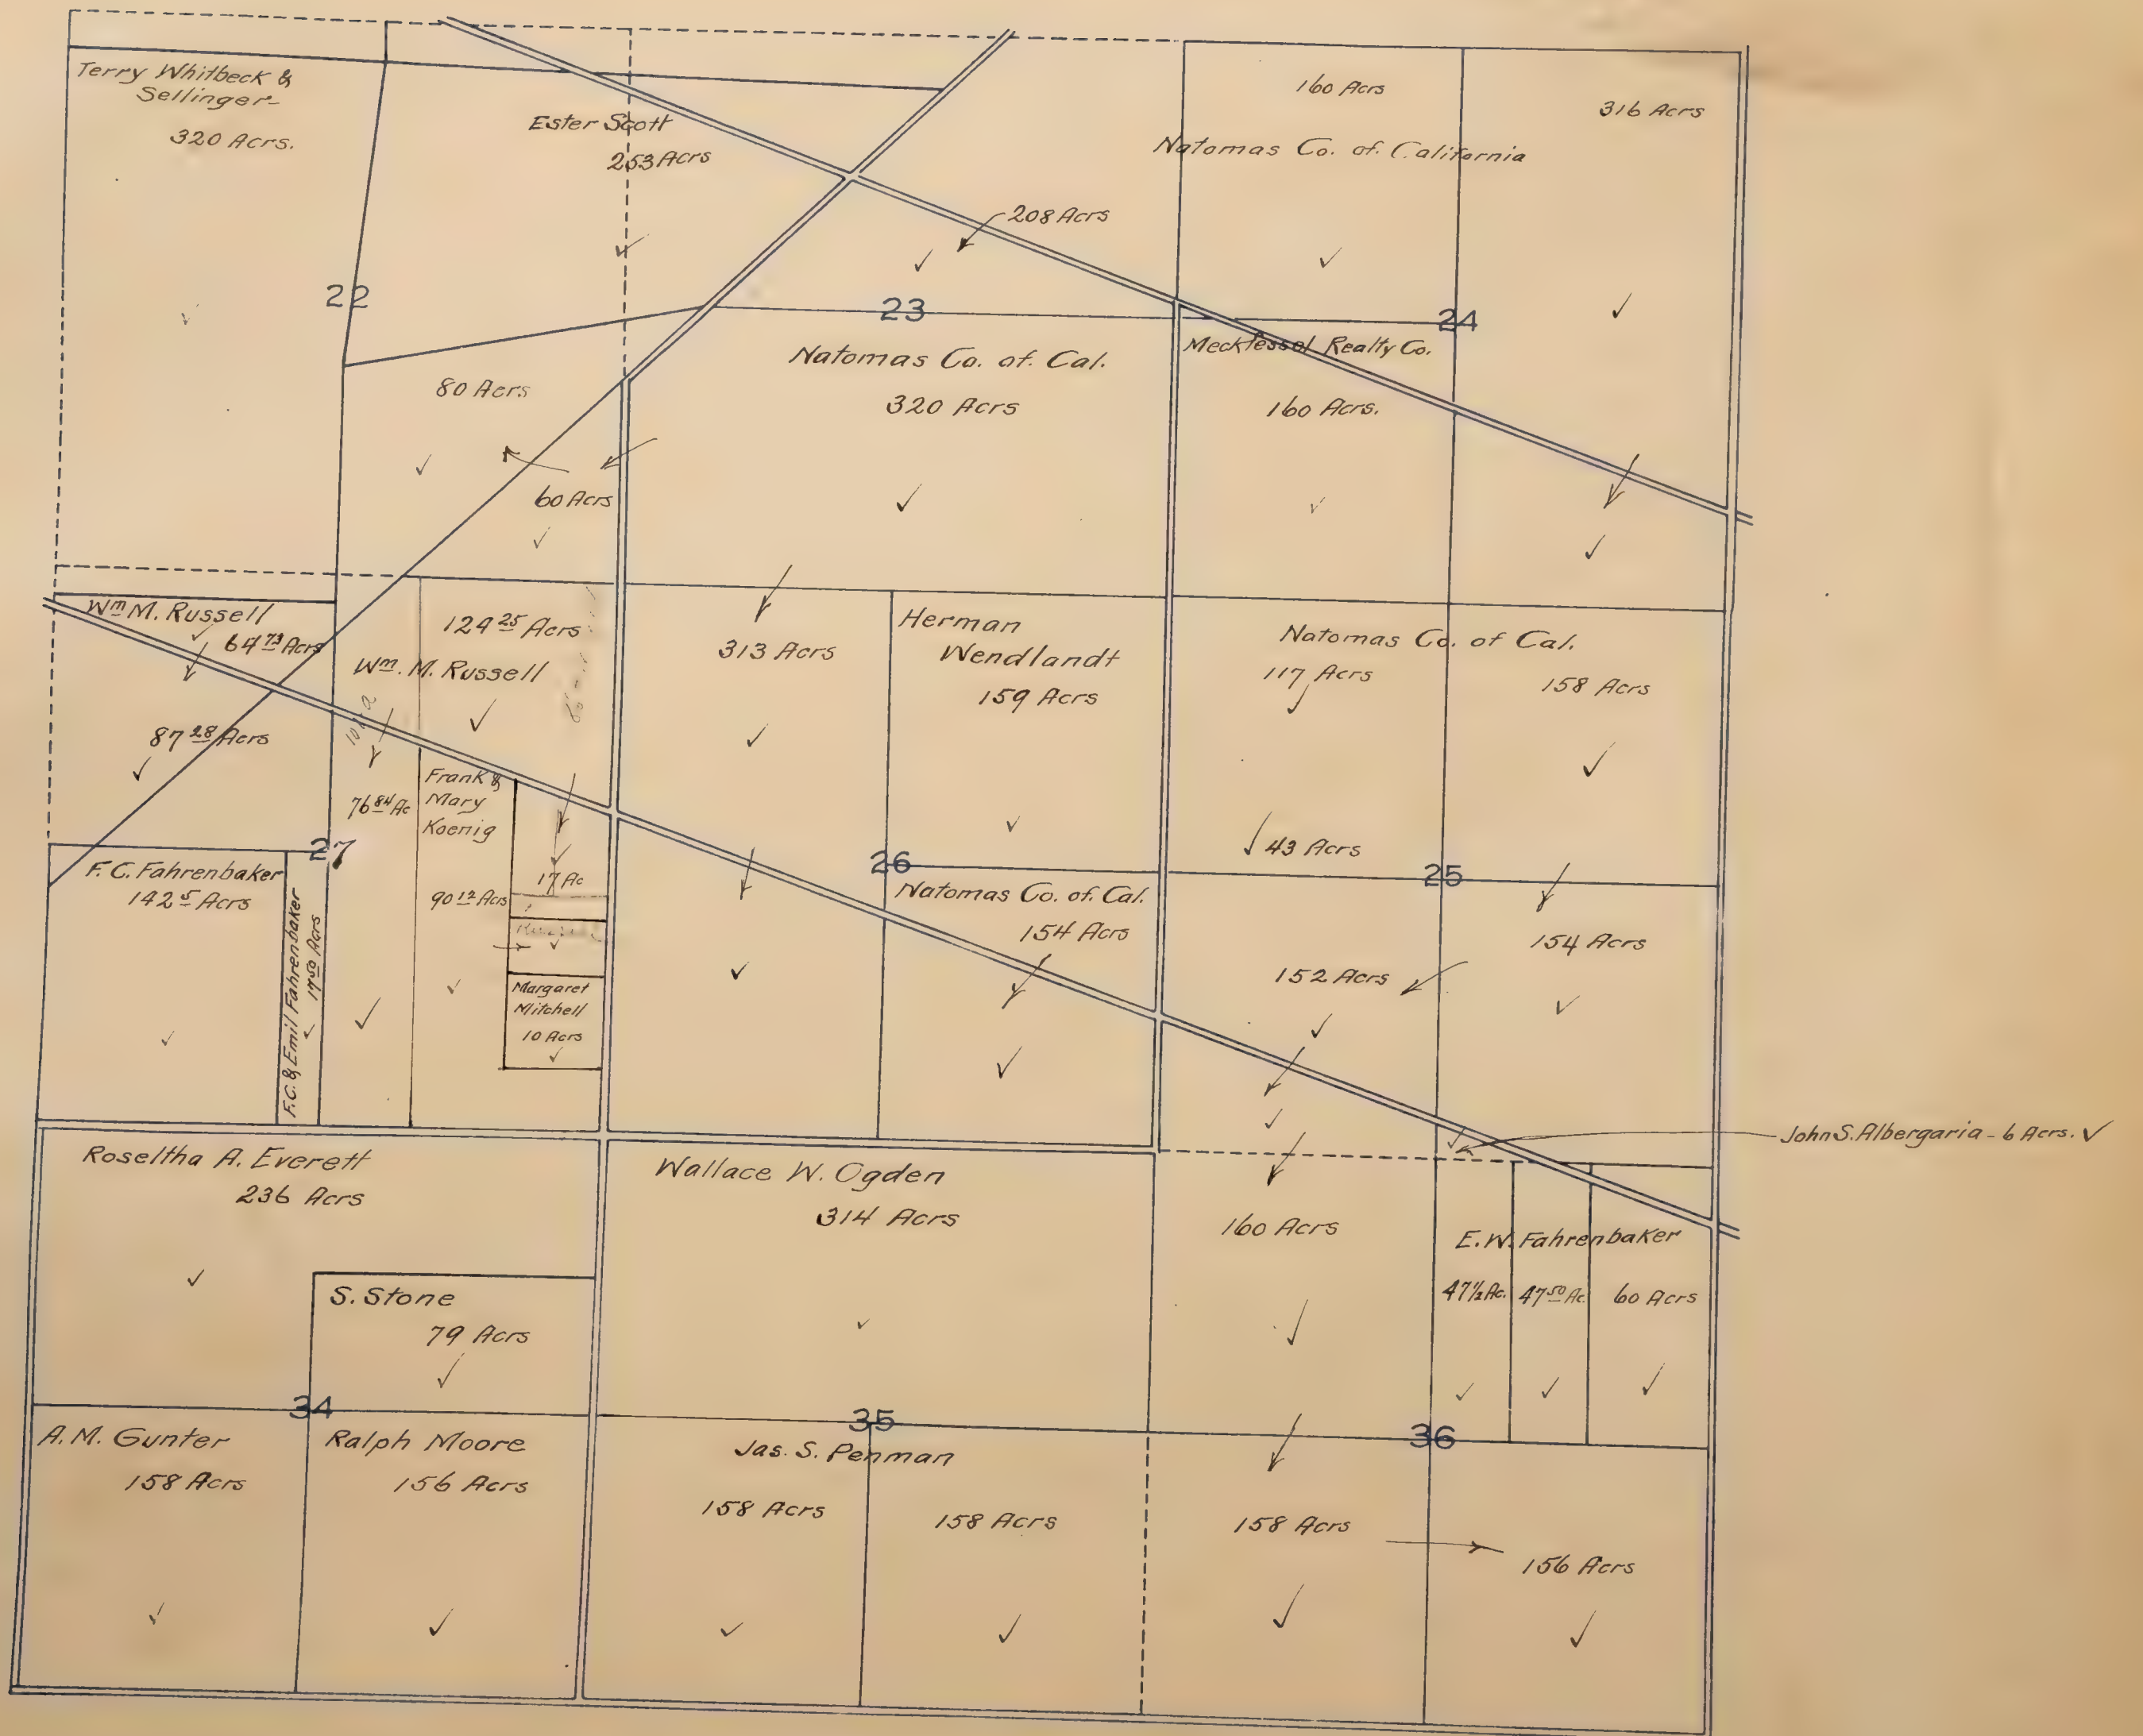 Terry Whitbeck &
Sellinger-
320 Acrs.
Ester Scott
253 Acrs
208 Acrs
160 Acrs
316 Acrs
Natomas Co. of. California
22
23
24
80 Acrs
60 Acrs
Natomas Co. of. Cal.
320 Acrs
Realty Co.
160 Acrs.
Wm M. Russell
64 73 Acrs
124 25 Acrs
Wm. M. Russell
87 28 Acrs
76 84 Ac
Frank &
Mary
Koenig
90 12 Acrs
17 Ac
Margaret
Mitchell
10 Acrs
27
F. C. Fahrenbaker
142 5 Acrs
F.C. & Emil Fahrenbaker
17 50 Acrs
313 Acrs
Herman
Wendlandt
159 Acrs
26
Natomas Co. of. Cal.
154 Acrs
Natomas Co. of Cal.
117 Acrs
158 Acrs
43 Acrs
25
152 Acrs
154 Acrs
John S. Albergaria - 6 Acrs.
Roseltha A. Everett
236 Acrs
S. Stone
79 Acrs
34
A. M. Gunter
158 Acrs
Ralph Moore
156 Acrs
Wallace W. Ogden
314 Acrs
35
Jas. S. Penman
158 Acrs
158 Acrs
160 Acrs
E. W. Fahrenbaker
47 1/2 Ac.
47 50 Ac.
60 Acrs
36
158 Acrs
156 Acrs